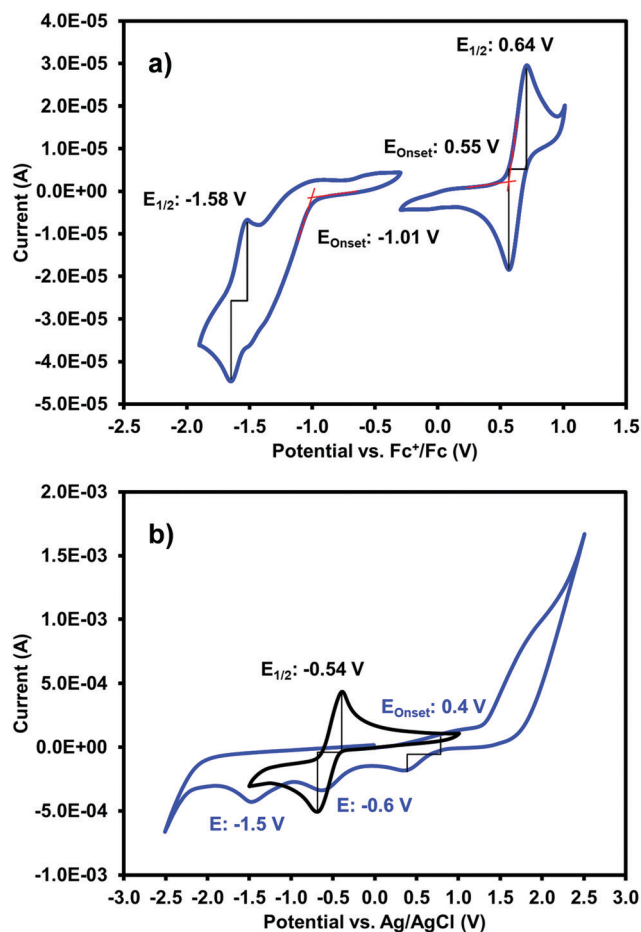 a)
4.0E-05
3.0E-05
2.0E-05
1.0E-05
0.0E+00
-1.0E-05
-2.0E-05
-3.0E-05
-4.0E-05
-5.0E-05
Current (A)
E1/2: 0.64 V
EOnset: 0.55 V
E1/2: -1.58 V
EOnset: -1.01 V
-2.5 -2.0 -1.5 -1.0 -0.5 0.0 0.5 1.0 1.5
Potential vs. Fc⁺/Fc (V)
b)
2.0E-03
1.5E-03
1.0E-03
5.0E-04
0.0E+00
-5.0E-04
-1.0E-03
Current (A)
E1/2: -0.54 V
EOnset: 0.4 V
E: -0.6 V
E: -1.5 V
-3.0 -2.5 -2.0 -1.5 -1.0 -0.5 0.0 0.5 1.0 1.5 2.0 2.5 3.0
Potential vs. Ag/AgCl (V)